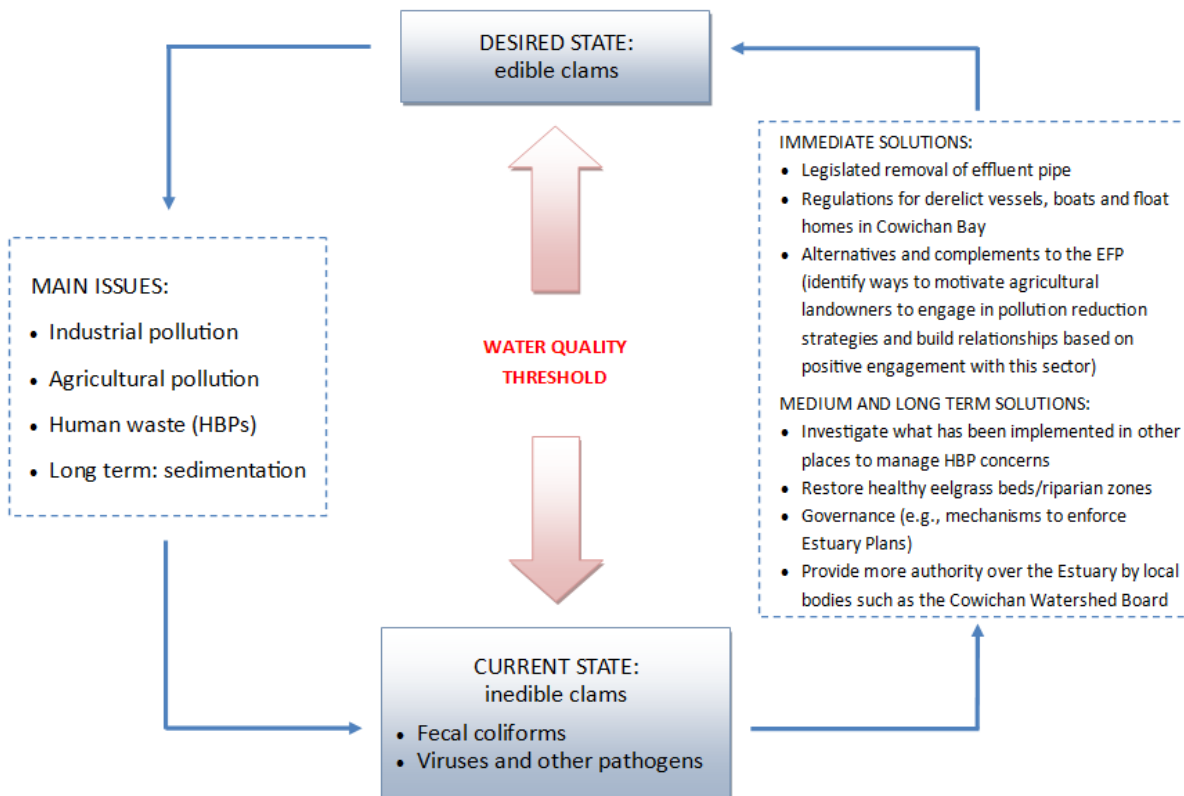 DESIRED STATE:
edible clams
MAIN ISSUES:
• Industrial pollution
• Agricultural pollution
• Human waste (HBPs)
• Long term: sedimentation
WATER QUALITY
THRESHOLD
IMMEDIATE SOLUTIONS:
• Legislated removal of effluent pipe
• Regulations for derelict vessels, boats and float
homes in Cowichan Bay
• Alternatives and complements to the EFP
(identify ways to motivate agricultural
landowners to engage in pollution reduction
strategies and build relationships based on
positive engagement with this sector)
MEDIUM AND LONG TERM SOLUTIONS:
• Investigate what has been implemented in other
places to manage HBP concerns
• Restore healthy eelgrass beds/riparian zones
• Governance (e.g., mechanisms to enforce
Estuary Plans)
• Provide more authority over the Estuary by local
bodies such as the Cowichan Watershed Board
CURRENT STATE:
inedible clams
• Fecal coliforms
• Viruses and other pathogens